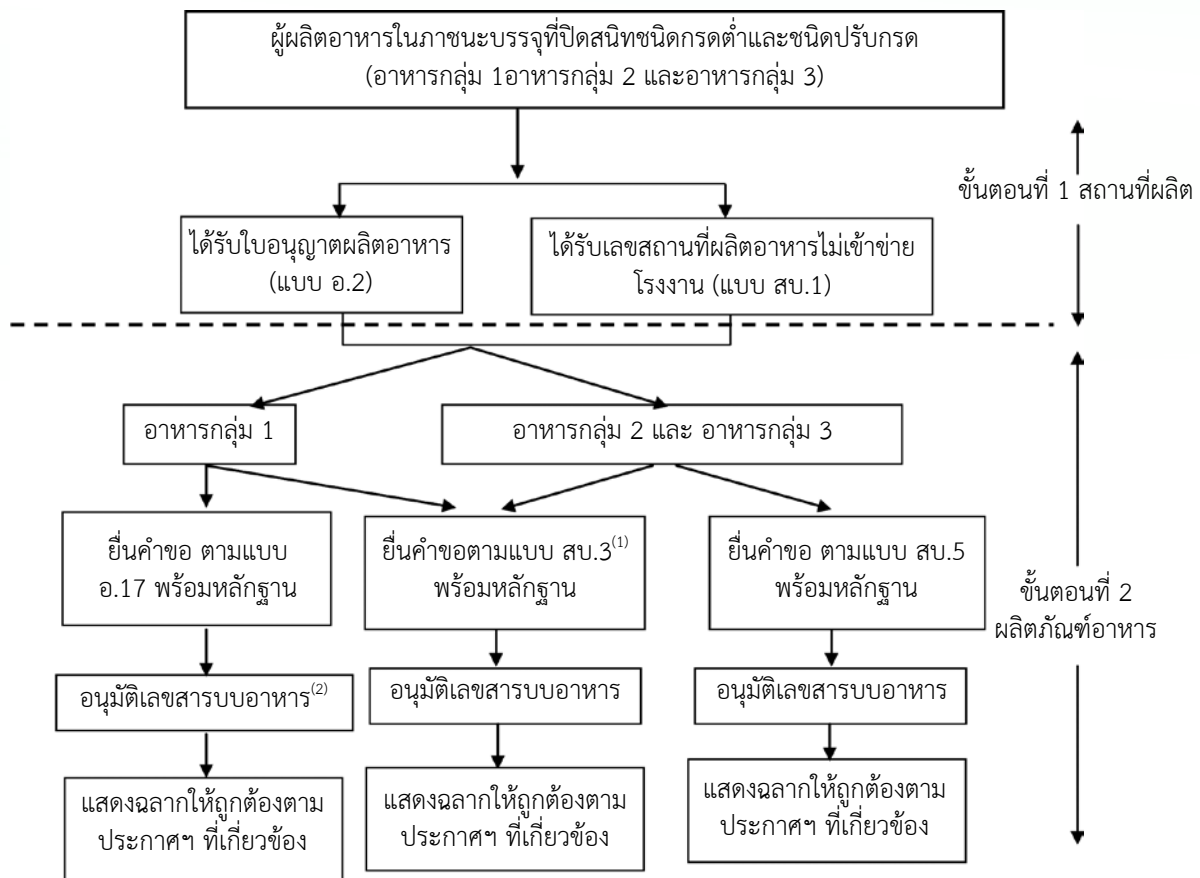 ผู้ผลิตอาหารในภาชนะบรรจุที่ปิดสนิทชนิดกรดต่ำและชนิดปรับกรด
(อาหารกลุ่ม 1อาหารกลุ่ม 2 และอาหารกลุ่ม 3)
ขั้นตอนที่ 1 สถานที่ผลิต
ได้รับใบอนุญาตผลิตอาหาร
(แบบ อ.2)
ได้รับเลขสถานที่ผลิตอาหารไม่เข้าข่าย
โรงงาน (แบบ สบ.1)
อาหารกลุ่ม 1
อาหารกลุ่ม 2 และ อาหารกลุ่ม 3
ยื่นคำขอ ตามแบบ
อ.17 พร้อมหลักฐาน
ยื่นคำขอตามแบบ สบ.3(1)
พร้อมหลักฐาน
ยื่นคำขอ ตามแบบ สบ.5
พร้อมหลักฐาน
ขั้นตอนที่ 2
ผลิตภัณฑ์อาหาร
อนุมัติเลขสารบบอาหาร(2)
อนุมัติเลขสารบบอาหาร
อนุมัติเลขสารบบอาหาร
แสดงฉลากให้ถูกต้องตาม
ประกาศฯ ที่เกี่ยวข้อง
แสดงฉลากให้ถูกต้องตาม
ประกาศฯ ที่เกี่ยวข้อง
แสดงฉลากให้ถูกต้องตาม
ประกาศฯ ที่เกี่ยวข้อง